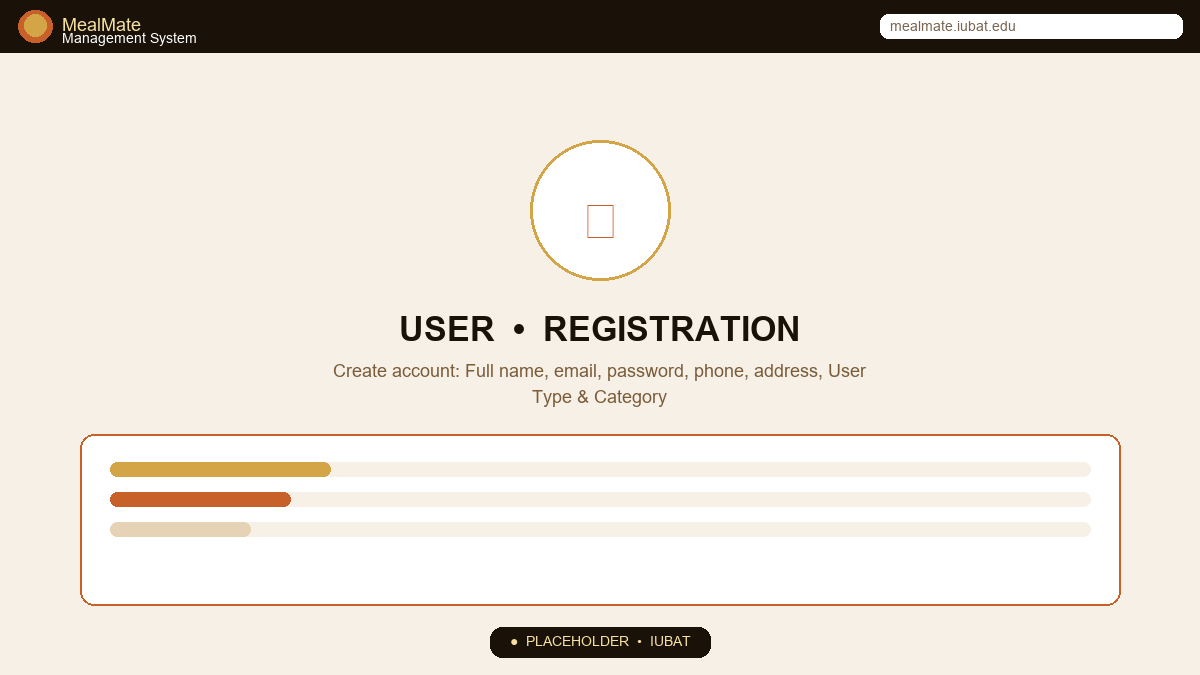 MealMate
Management System
mealmate.iubat.edu
USER • REGISTRATION
Create account: Full name, email, password, phone, address, User
Type & Category
● PLACEHOLDER • IUBAT